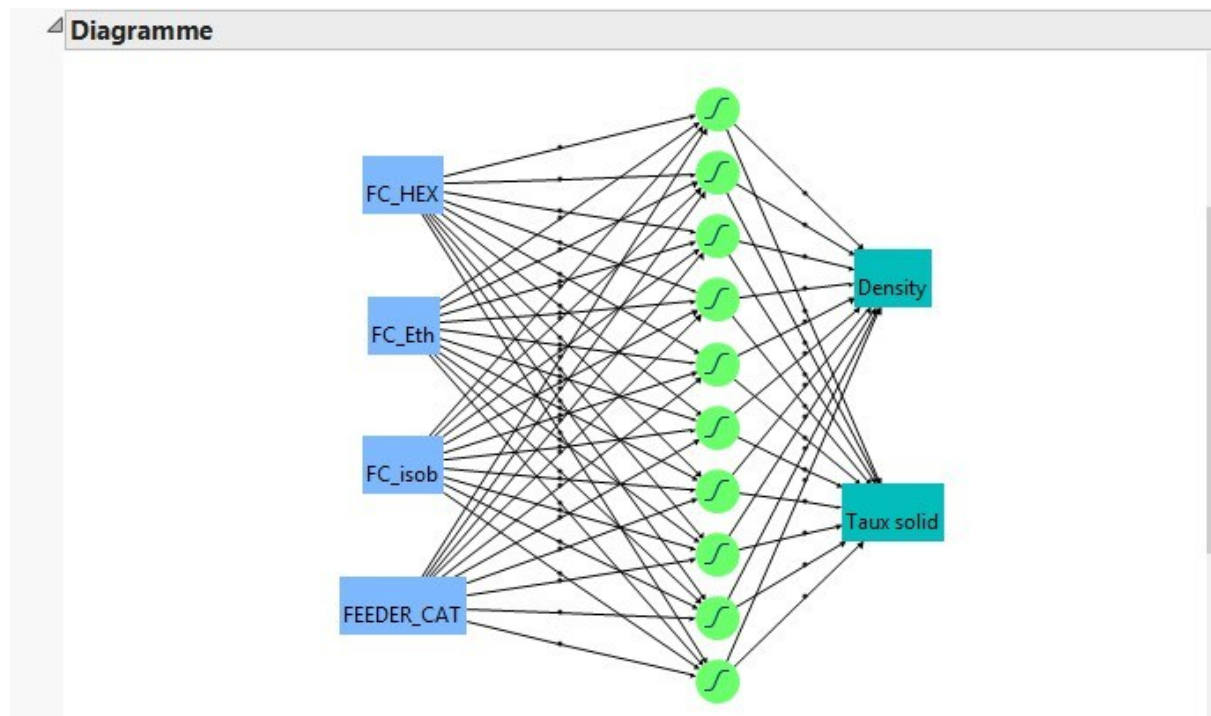 Diagramme
FC_HEX
FC_Eth
FC_isob
FEEDER_CAT
Density
Taux solid